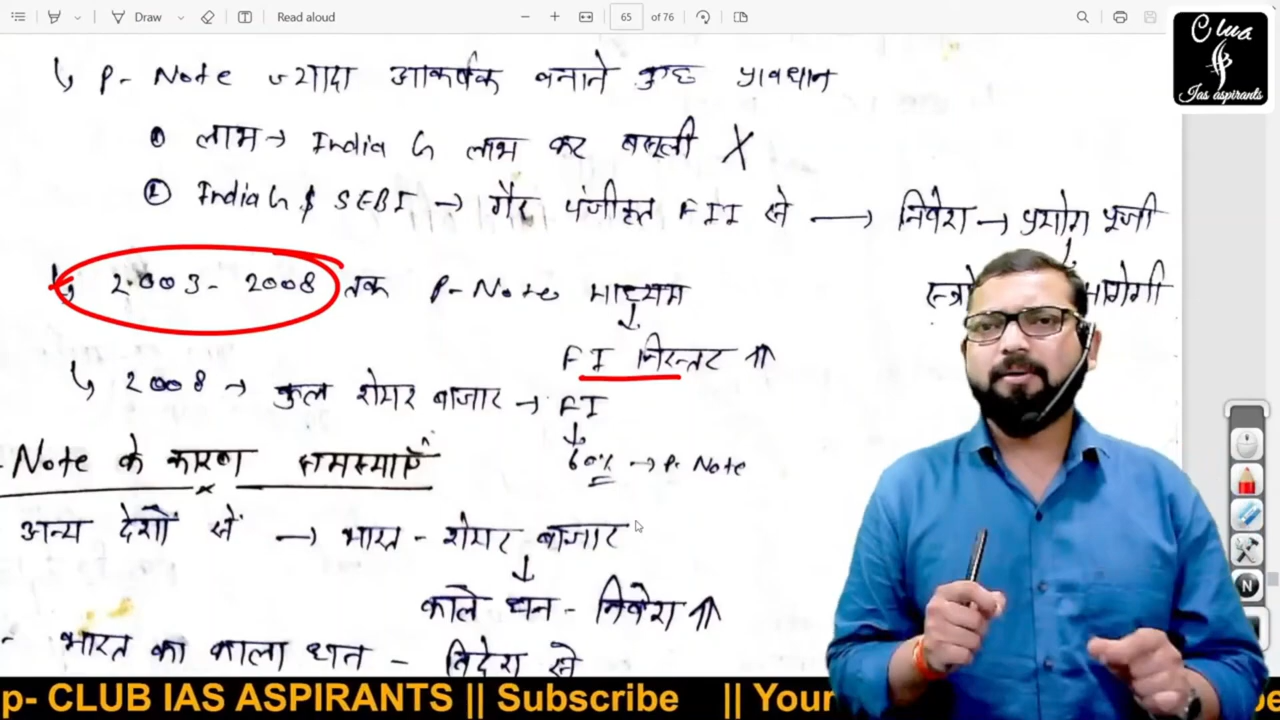 Draw
Read aloud
65 of 76
Club
Ias aspirants
P-Note ज्यादा आकर्षक बनाने कुछ प्रावधान
① लाभ → India में लाभ कर वसूली X
② India में SEBI → गैर पंजीकृत FII से → निवेश → प्रयोग पूंजी
2003-2008 तक P-Note माध्यम
FI निरन्तर ⇑
2008 → कुल शेयर बाजार → FI
60% → P-Note
Note के कारण समस्याएँ
अन्य देशों से → भारत - शेयर बाजार
काले धन - निवेश ⇑
भारत का काला धन - विदेश से
p- CLUB IAS ASPIRANTS || Subscribe || Your
N